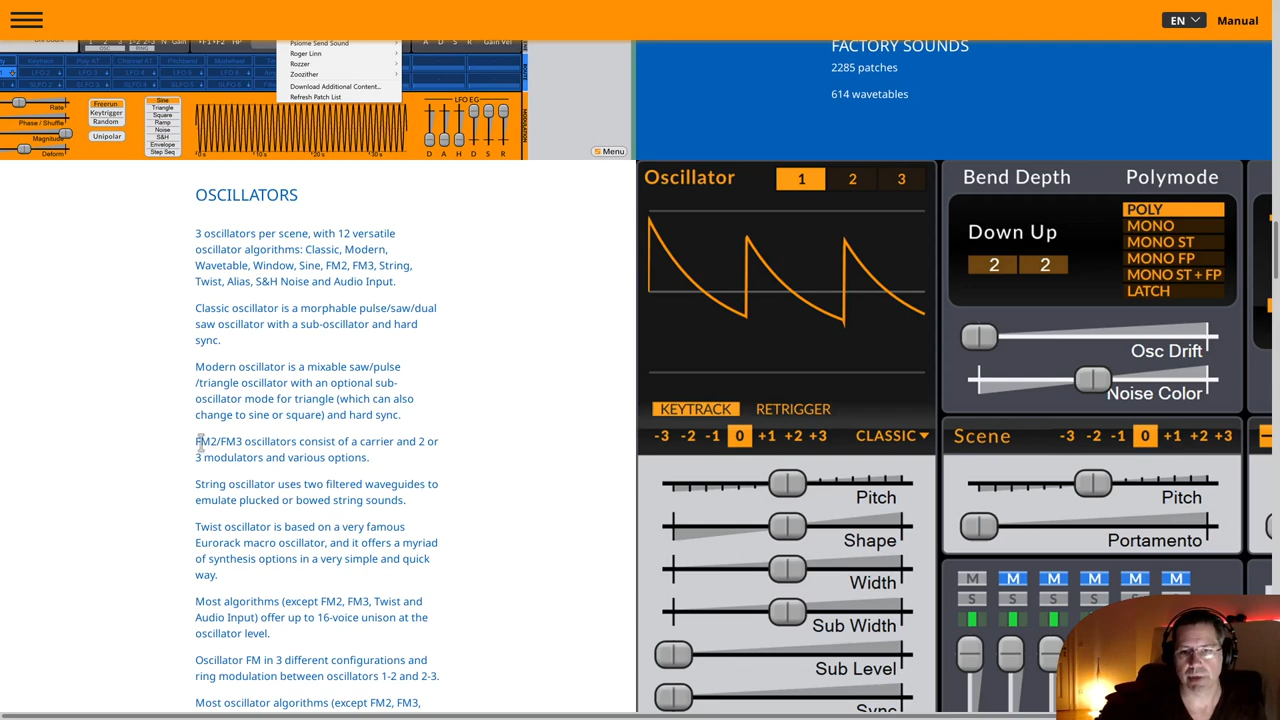 EN
Manual
Psiome Send Sound
Roger Linn
Rozzer
Zoozither
Download Additional Content...
Refresh Patch List
Rate
Phase / Shuffle
Magnitude
Deform
Freerun
Keytrigger
Random
Unipolar
Sine
Triangle
Square
Ramp
Noise
S&H
Envelope
Step Seq
LFO EG
D A H D S R
Menu
FACTORY SOUNDS
2285 patches
614 wavetables
OSCILLATORS
3 oscillators per scene, with 12 versatile
oscillator algorithms: Classic, Modern,
Wavetable, Window, Sine, FM2, FM3, String,
Twist, Alias, S&H Noise and Audio Input.
Classic oscillator is a morphable pulse/saw/dual
saw oscillator with a sub-oscillator and hard
sync.
Modern oscillator is a mixable saw/pulse
/triangle oscillator with an optional sub-
oscillator mode for triangle (which can also
change to sine or square) and hard sync.
FM2/FM3 oscillators consist of a carrier and 2 or
3 modulators and various options.
String oscillator uses two filtered waveguides to
emulate plucked or bowed string sounds.
Twist oscillator is based on a very famous
Eurorack macro oscillator, and it offers a myriad
of synthesis options in a very simple and quick
way.
Most algorithms (except FM2, FM3, Twist and
Audio Input) offer up to 16-voice unison at the
oscillator level.
Oscillator FM in 3 different configurations and
ring modulation between oscillators 1-2 and 2-3.
Most oscillator algorithms (except FM2, FM3,
Oscillator 1 2 3
KEYTRACK RETRIGGER
-3 -2 -1 0 +1 +2 +3 CLASSIC
Pitch
Shape
Width
Sub Width
Sub Level
Sync
Bend Depth Polymode
Down Up
2 2
POLY
MONO
MONO ST
MONO FP
MONO ST + FP
LATCH
Osc Drift
Noise Color
Scene -3 -2 -1 0 +1 +2 +3
Pitch
Portamento
M M M M M M
S S S S S S